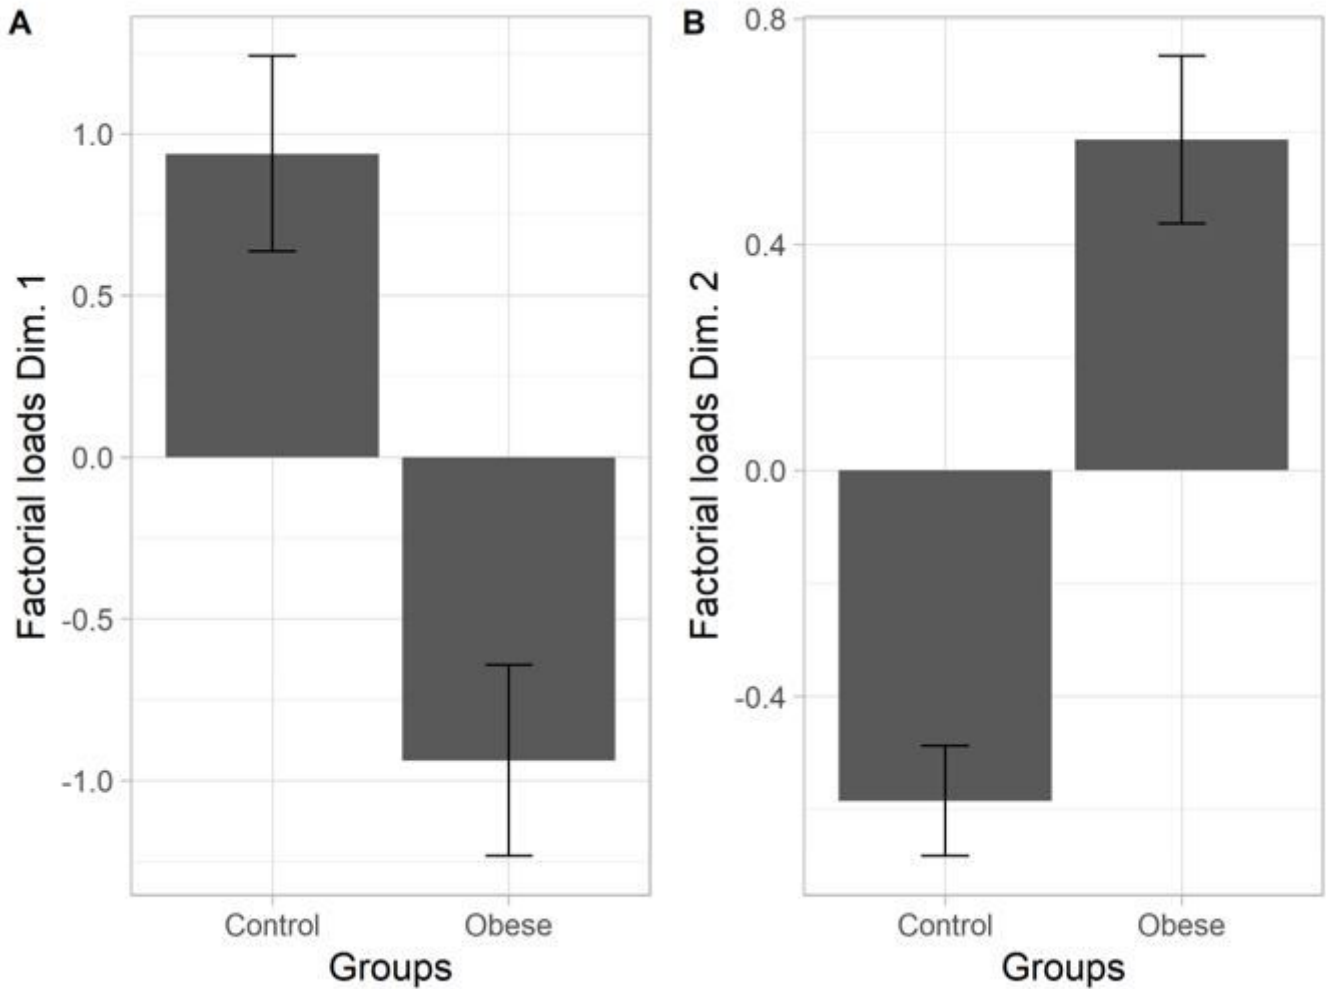 A
Factorial loads Dim. 1
1.0
0.5
0.0
-0.5
-1.0
Control Obese
Groups
B
Factorial loads Dim. 2
0.8
0.4
0.0
-0.4
Control Obese
Groups